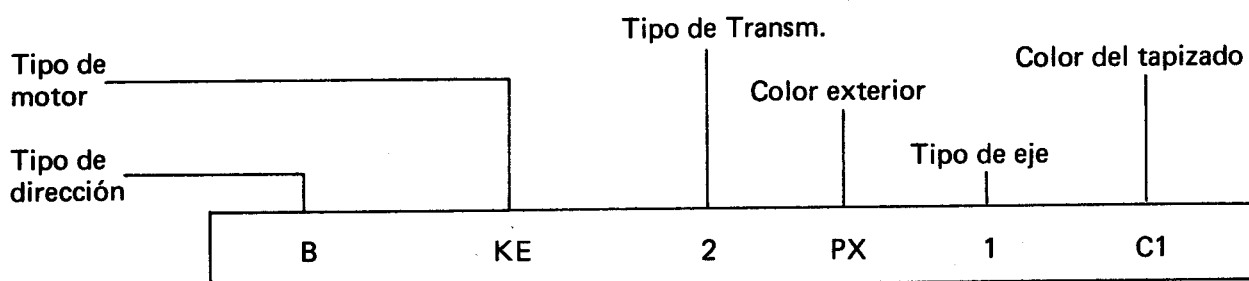 Tipo de Transm.
Tipo de
motor
Color del tapizado
Color exterior
Tipo de
dirección
Tipo de eje
B KE 2 PX 1 C1